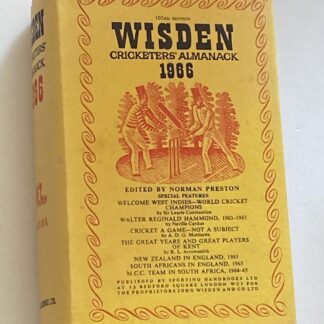 103RD EDITION
WISDEN
CRICKETERS' ALMANACK
1966
EDITED BY NORMAN PRESTON
SPECIAL FEATURES
WELCOME WEST INDIES—WORLD CRICKET
CHAMPIONS
by Sir Learie Constantine
WALTER REGINALD HAMMOND, 1903-1965
by Neville Cardus
CRICKET A GAME—NOT A SUBJECT
by A. D. G. Matthews
THE GREAT YEARS AND GREAT PLAYERS
OF KENT
by R. L. Arrowsmith
NEW ZEALAND IN ENGLAND, 1965
SOUTH AFRICANS IN ENGLAND, 1965
M.C.C. TEAM IN SOUTH AFRICA, 1964-65
PUBLISHED BY SPORTING HANDBOOKS LTD
AT 13 BEDFORD SQUARE LONDON WC1 FOR
THE PROPRIETORS JOHN WISDEN AND CO LTD